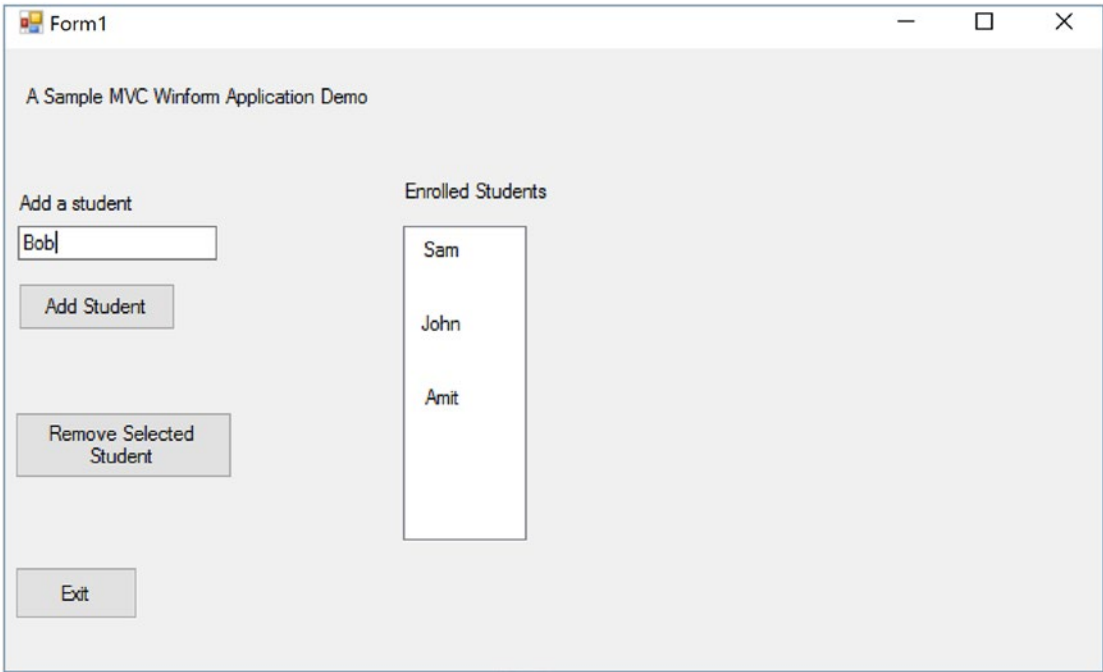 Form1
A Sample MVC Winform Application Demo
Add a student
Bob
Add Student
Remove Selected
Student
Exit
Enrolled Students
Sam
John
Amit